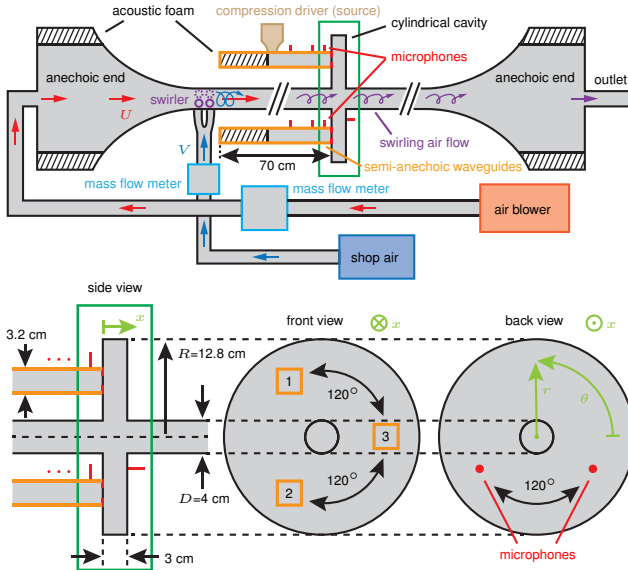 acoustic foam
compression driver (source)
cylindrical cavity
microphones
anechoic end
anechoic end
outlet
swirler
U
swirling air flow
V
70 cm
semi-anechoic waveguides
mass flow meter
mass flow meter
air blower
shop air
side view
x
front view
x
back view
x
3.2 cm
R=12.8 cm
1
120°
3
r
θ
2
120°
120°
D=4 cm
3 cm
microphones